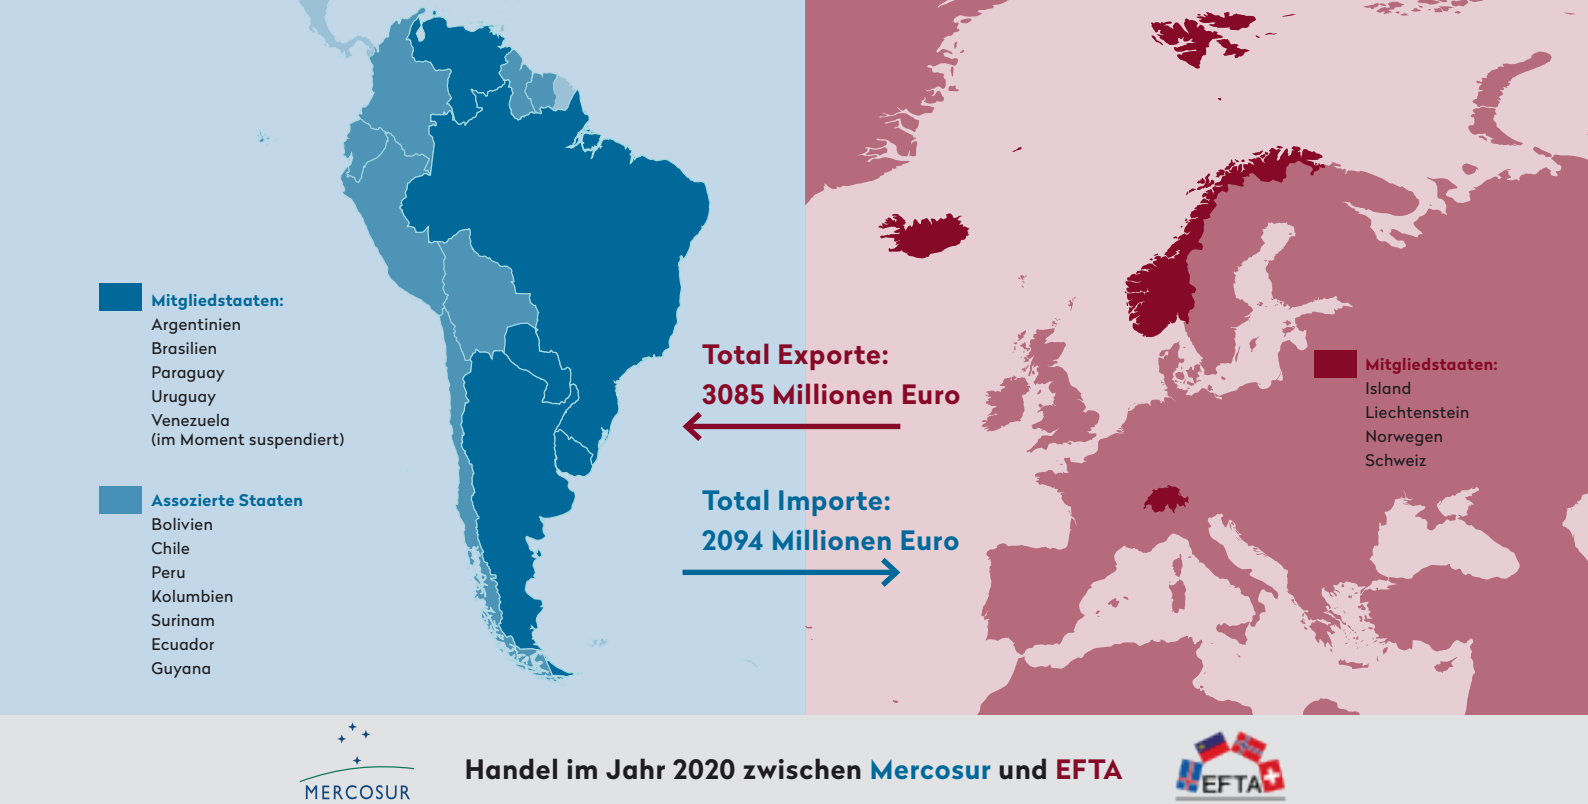 Mitgliedstaaten:
Argentinien
Brasilien
Paraguay
Uruguay
Venezuela
(im Moment suspendiert)
Assozierte Staaten
Bolivien
Chile
Peru
Kolumbien
Surinam
Ecuador
Guyana
Total Exporte:
3085 Millionen Euro
Total Importe:
2094 Millionen Euro
Mitgliedstaaten:
Island
Liechtenstein
Norwegen
Schweiz
MERCOSUR
Handel im Jahr 2020 zwischen Mercosur und EFTA
EFTA